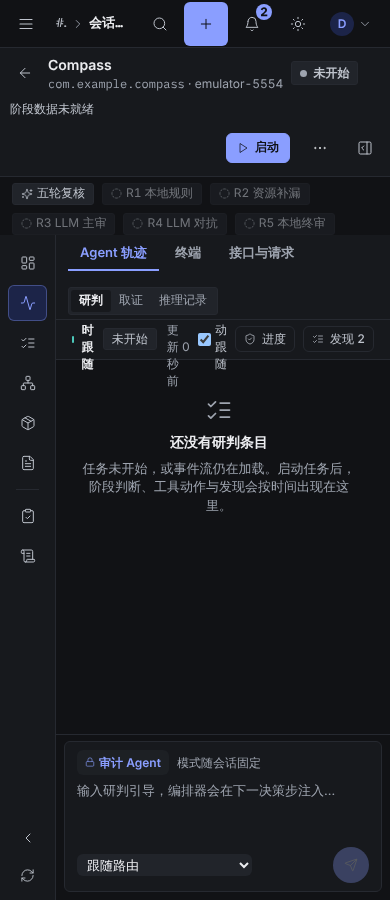 #. 会话...
2
D
Compass
com.example.compass · emulator-5554
未开始
阶段数据未就绪
启动
五轮复核 R1 本地规则 R2 资源补漏
R3 LLM 主审 R4 LLM 对抗 R5 本地终审
Agent 轨迹 终端 接口与请求
研判 取证 推理记录
时
跟
随
未开始
更
新 0
秒
前
动
跟
随
进度
发现 2
还没有研判条目
任务未开始，或事件流仍在加载。启动任务后，
阶段判断、工具动作与发现会按时间出现在这
里。
审计 Agent 模式随会话固定
输入研判引导，编排器会在下一决策步注入...
跟随路由